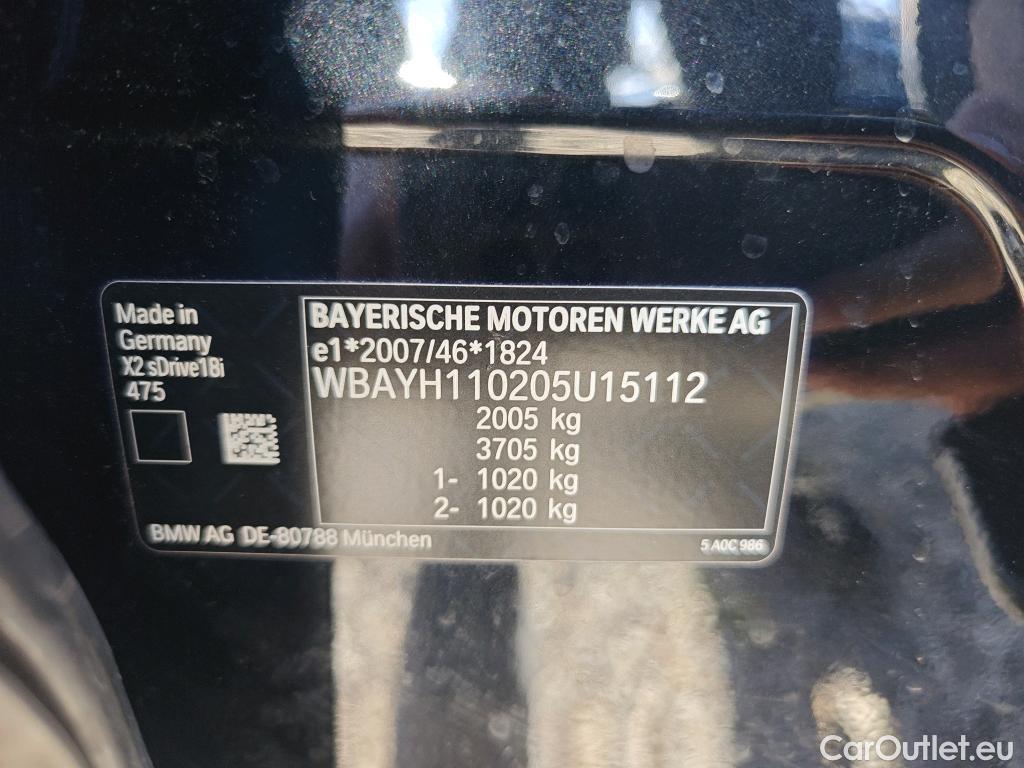 Made in
Germany
X2 sDrive18i
475
BAYERISCHE MOTOREN WERKE AG
e1*2007/46*1824
WBAYH110205U15112
2005 kg
3705 kg
1- 1020 kg
2- 1020 kg
BMW AG DE-80788 München
5 A0C 986
CarOutlet.eu